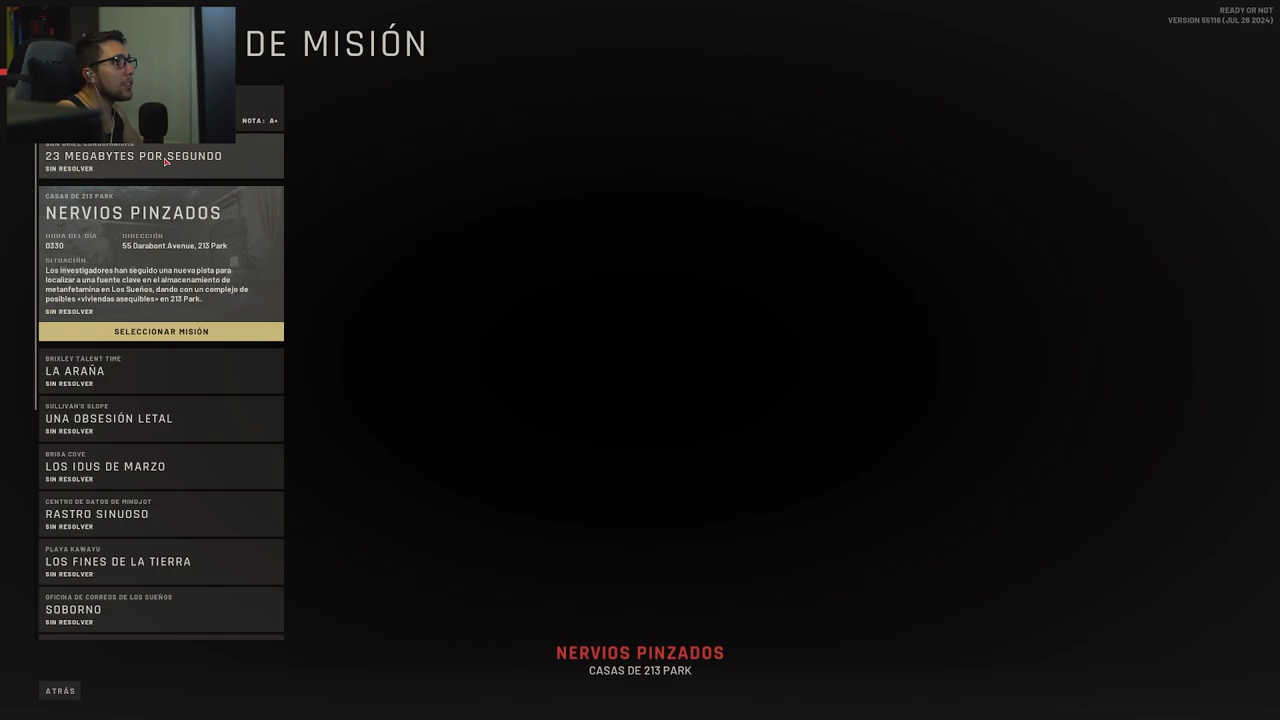 READY OR NOT
VERSION 55116 (JUL 26 2024)
DE MISIÓN
NOTA: A+
SAN URIEL CONDOMINIUMS
23 MEGABYTES POR SEGUNDO
SIN RESOLVER
CASAS DE 213 PARK
NERVIOS PINZADOS
HORA DEL DÍA
DIRECCIÓN
0330
55 Darabont Avenue, 213 Park
SITUACIÓN
Los investigadores han seguido una nueva pista para
localizar a una fuente clave en el almacenamiento de
metanfetamina en Los Sueños, dando con un complejo de
posibles «viviendas asequibles» en 213 Park.
SIN RESOLVER
SELECCIONAR MISIÓN
BRIXLEY TALENT TIME
LA ARAÑA
SIN RESOLVER
SULLIVAN'S SLOPE
UNA OBSESIÓN LETAL
SIN RESOLVER
BRISA COVE
LOS IDUS DE MARZO
SIN RESOLVER
CENTRO DE DATOS DE MINDJOT
RASTRO SINUOSO
SIN RESOLVER
PLAYA KAWAYU
LOS FINES DE LA TIERRA
SIN RESOLVER
OFICINA DE CORREOS DE LOS SUEÑOS
SOBORNO
SIN RESOLVER
NERVIOS PINZADOS
CASAS DE 213 PARK
ATRÁS